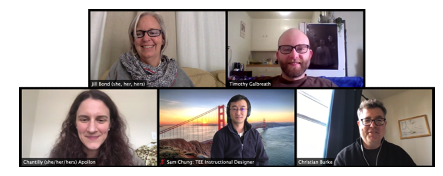 Jill Bond (she, her, hers)
Timothy Galbreath
Chantilly (she/her/hers) Apollon
Sam Chung: TEE Instructional Designer
Christian Burke